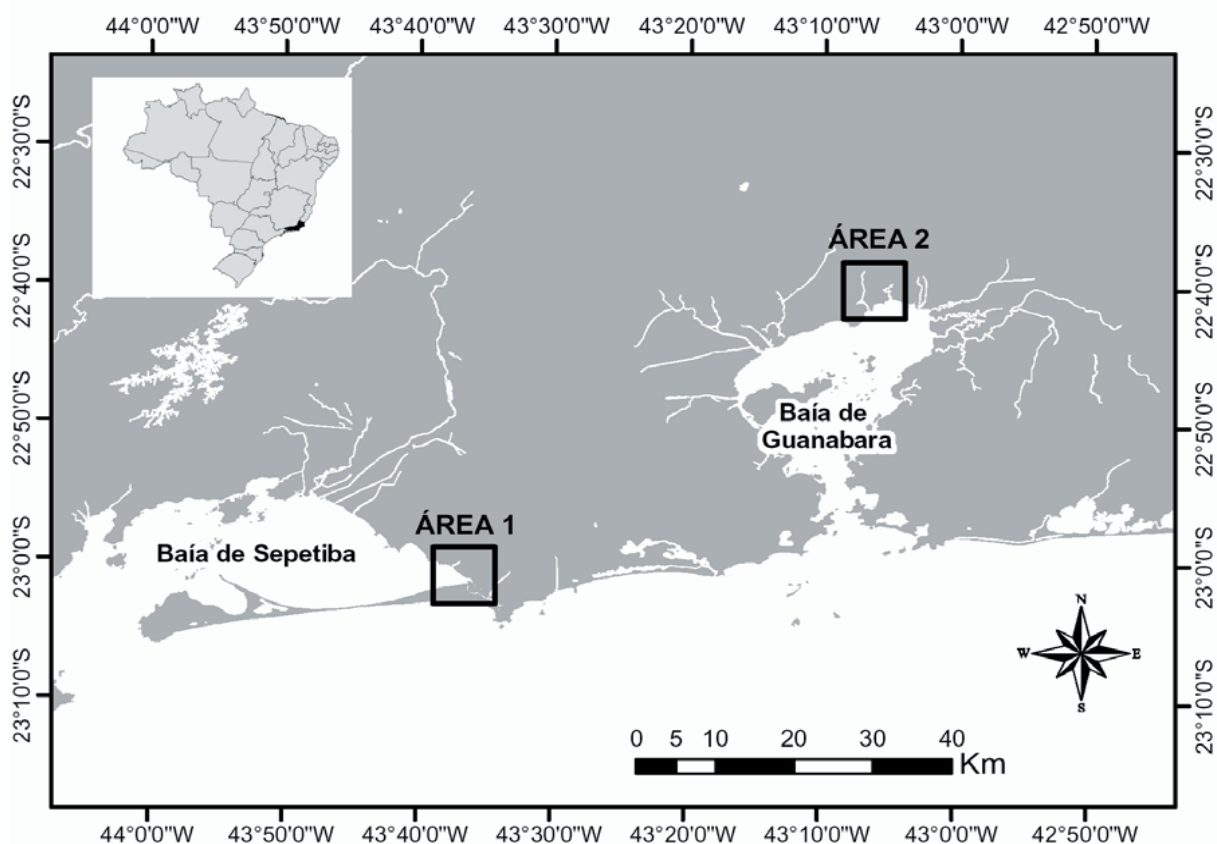 44°0'0"W 43°50'0"W 43°40'0"W 43°30'0"W 43°20'0"W 43°10'0"W 43°0'0"W 42°50'0"W
22°30'0"S
22°40'0"S
22°50'0"S
23°0'0"S
23°10'0"S
ÁREA 2
Baía de
Guanabara
ÁREA 1
Baía de Sepetiba
N
W E
S
0 5 10 20 30 40
Km
22°30'0"S
22°40'0"S
22°50'0"S
23°0'0"S
23°10'0"S
44°0'0"W 43°50'0"W 43°40'0"W 43°30'0"W 43°20'0"W 43°10'0"W 43°0'0"W 42°50'0"W